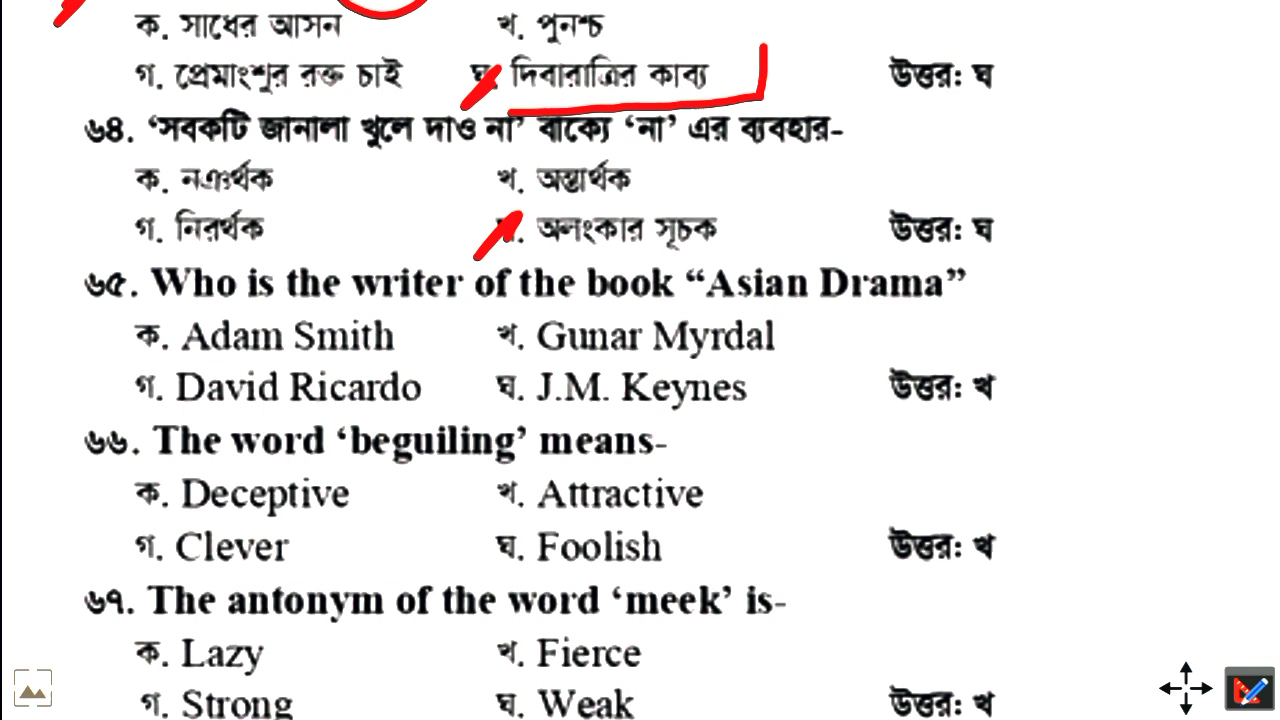 ক. সাধের আসন খ. পুনশ্চ
গ. প্রেমাংশুর রক্ত চাই ঘ. দিবারাত্রির কাব্য উত্তর: ঘ
৬৪. ‘সবকটি জানালা খুলে দাও না’ বাক্যে ‘না’ এর ব্যবহার-
ক. নঞর্থক খ. অস্ত্যর্থক
গ. নিরর্থক অলংকার সূচক উত্তর: ঘ
৬৫. Who is the writer of the book “Asian Drama”
ক. Adam Smith খ. Gunar Myrdal
গ. David Ricardo ঘ. J.M. Keynes উত্তর: খ
৬৬. The word ‘beguiling’ means-
ক. Deceptive খ. Attractive
গ. Clever ঘ. Foolish উত্তর: খ
৬৭. The antonym of the word ‘meek’ is-
ক. Lazy খ. Fierce
গ. Strong ঘ. Weak উত্তর: খ